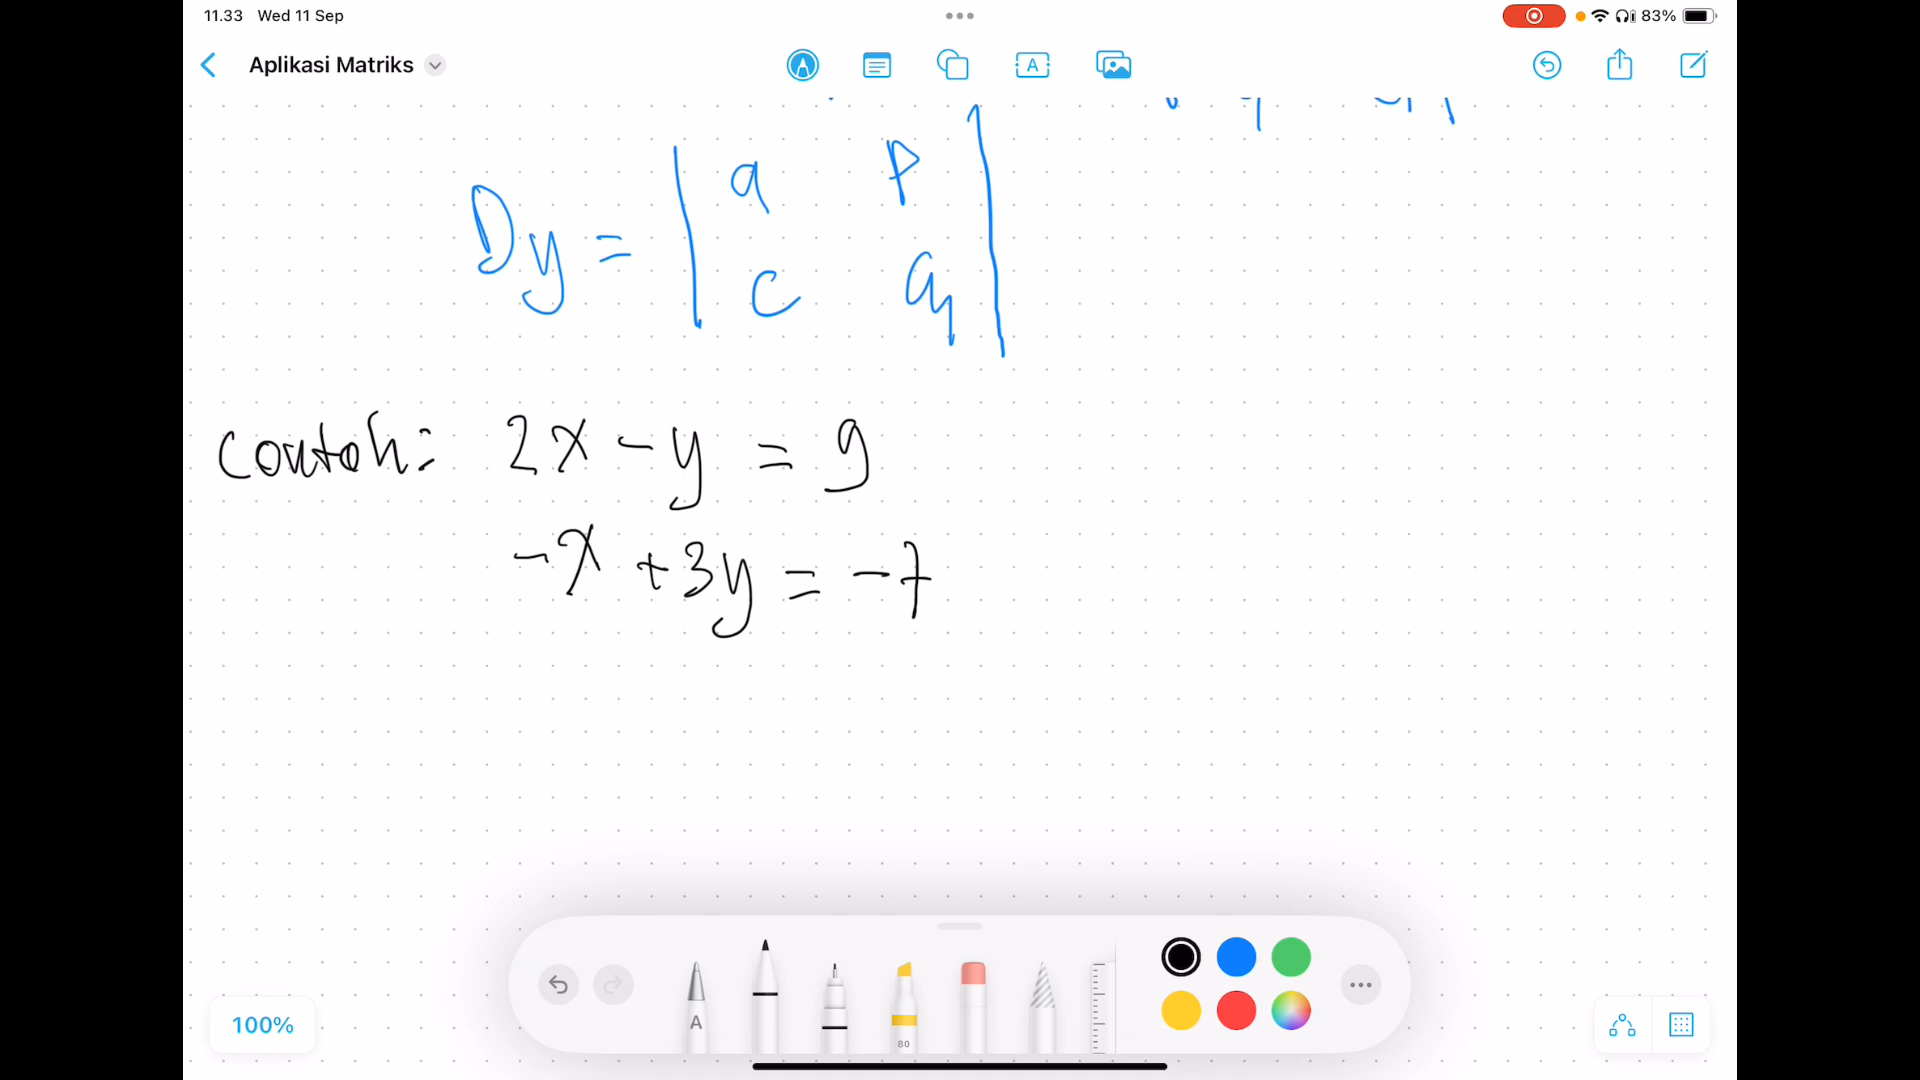 11.33 Wed 11 Sep
83%
Aplikasi Matriks
A
Dy = | a p |
| c q |
Contoh: 2x - y = 9
-x + 3y = -7
A
80
100%